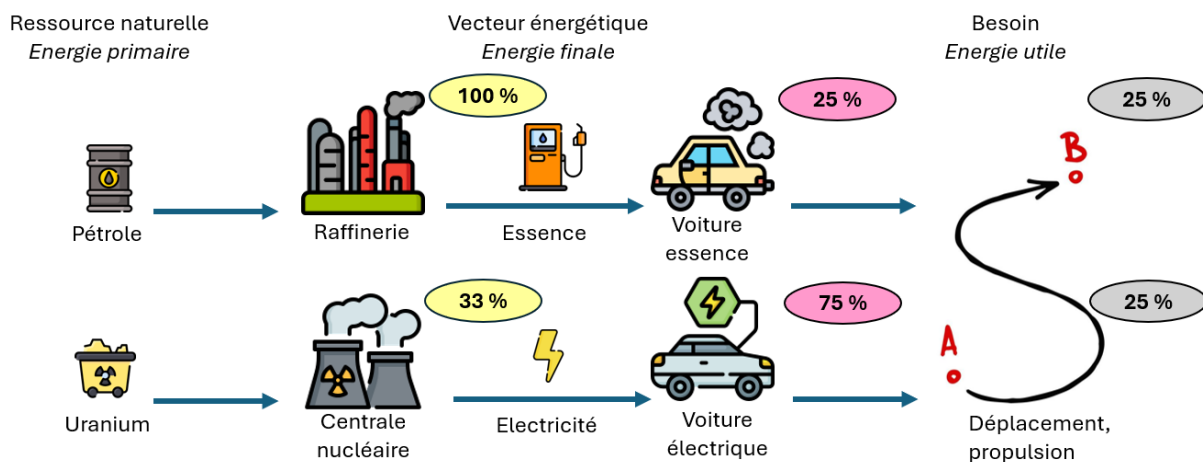 Ressource naturelle
Energie primaire
Vecteur énergétique
Energie finale
Besoin
Energie utile
100 %
25 %
25 %
B
Pétrole
Raffinerie
Essence
Voiture
essence
33 %
75 %
25 %
A
Uranium
Centrale
nucléaire
Electricité
Voiture
électrique
Déplacement,
propulsion